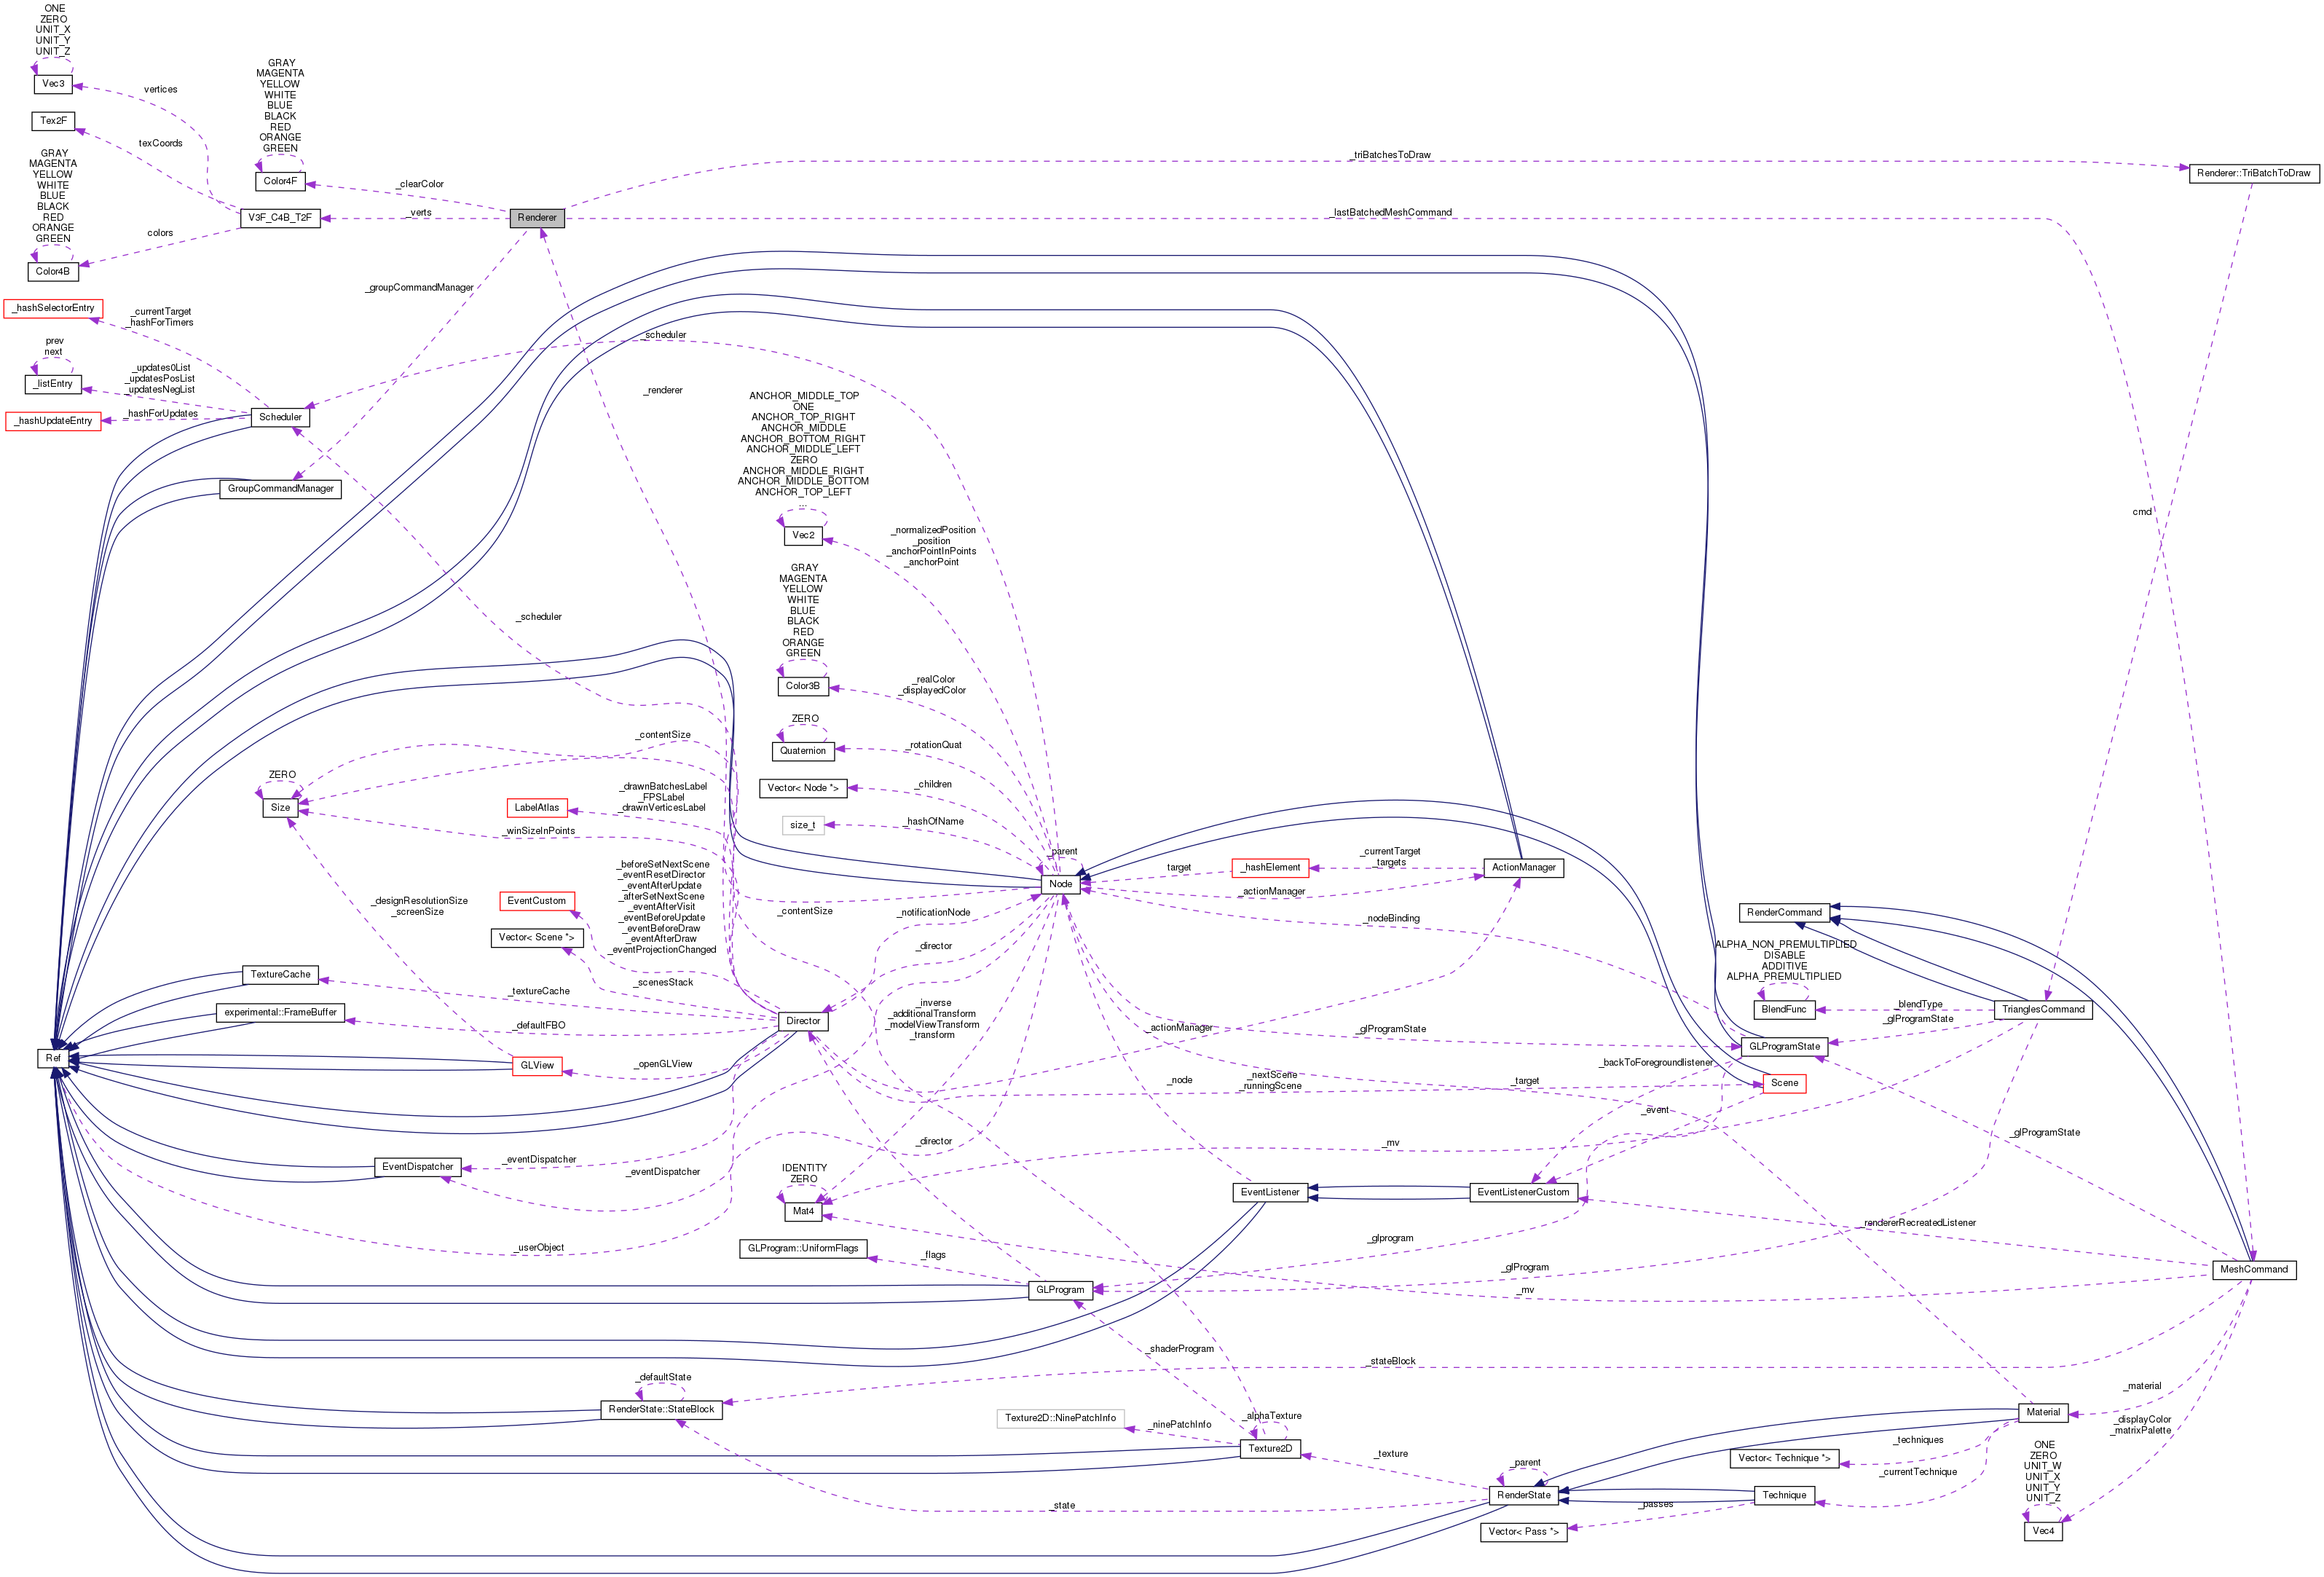 ONE
ZERO
UNIT_X
UNIT_Y
UNIT_Z
Vec3
vertices
Tex2F
texCoords
GRAY
MAGENTA
YELLOW
WHITE
BLUE
BLACK
RED
ORANGE
GREEN
Color4F
_clearColor
GRAY
MAGENTA
YELLOW
WHITE
BLUE
BLACK
RED
ORANGE
GREEN
Color4B
colors
V3F_C4B_T2F
_verts
Renderer
_triBatchesToDraw
Renderer::TriBatchToDraw
_lastBatchedMeshCommand
_groupCommandManager
_hashSelectorEntry
_currentTarget
_hashForTimers
prev
next
_listEntry
_updates0List
_updatesPosList
_updatesNegList
_hashUpdateEntry
_hashForUpdates
Scheduler
_scheduler
_renderer
GroupCommandManager
cmd
ANCHOR_MIDDLE_TOP
ONE
ANCHOR_TOP_RIGHT
ANCHOR_MIDDLE
ANCHOR_BOTTOM_RIGHT
ANCHOR_MIDDLE_LEFT
ZERO
ANCHOR_MIDDLE_RIGHT
ANCHOR_MIDDLE_BOTTOM
ANCHOR_TOP_LEFT
...
Vec2
_normalizedPosition
_position
_anchorPointInPoints
_anchorPoint
_scheduler
GRAY
MAGENTA
YELLOW
WHITE
BLUE
BLACK
RED
ORANGE
GREEN
Color3B
_realColor
_displayedColor
ZERO
Quaternion
_rotationQuat
_contentSize
ZERO
Size
Vector< Node *>
_children
LabelAtlas
_drawnBatchesLabel
_FPSLabel
_drawnVerticesLabel
size_t
_hashOfName
_winSizeInPoints
_parent
Node
target
_hashElement
_currentTarget
_targets
ActionManager
_actionManager
_designResolutionSize
_screenSize
EventCustom
_beforeSetNextScene
_eventResetDirector
_eventAfterUpdate
_afterSetNextScene
_eventAfterVisit
_eventBeforeUpdate
_eventBeforeDraw
_eventAfterDraw
_eventProjectionChanged
_contentSize
_notificationNode
_nodeBinding
RenderCommand
Vector< Scene *>
_scenesStack
_director
ALPHA_NON_PREMULTIPLIED
DISABLE
ADDITIVE
ALPHA_PREMULTIPLIED
BlendFunc
_blendType
TrianglesCommand
TextureCache
_textureCache
experimental::FrameBuffer
_defaultFBO
Director
_inverse
_additionalTransform
_modelViewTransform
_transform
_actionManager
_glProgramState
_glProgramState
GLProgramState
Ref
GLView
_openGLView
_backToForegroundlistener
_node
_nextScene
_runningScene
_target
Scene
_event
_glProgramState
_director
_mv
EventDispatcher
_eventDispatcher
_eventDispatcher
IDENTITY
ZERO
Mat4
EventListener
EventListenerCustom
_rendererRecreatedListener
_userObject
GLProgram::UniformFlags
_flags
_glprogram
_glProgram
MeshCommand
GLProgram
_mv
_shaderProgram
_stateBlock
_defaultState
RenderState::StateBlock
_material
Material
Texture2D::NinePatchInfo
_ninePatchInfo
_alphaTexture
Texture2D
_texture
_displayColor
_matrixPalette
_techniques
Vector< Technique *>
_parent
RenderState
_currentTechnique
Technique
ONE
ZERO
UNIT_W
UNIT_X
UNIT_Y
UNIT_Z
Vec4
_state
_passes
Vector< Pass *>